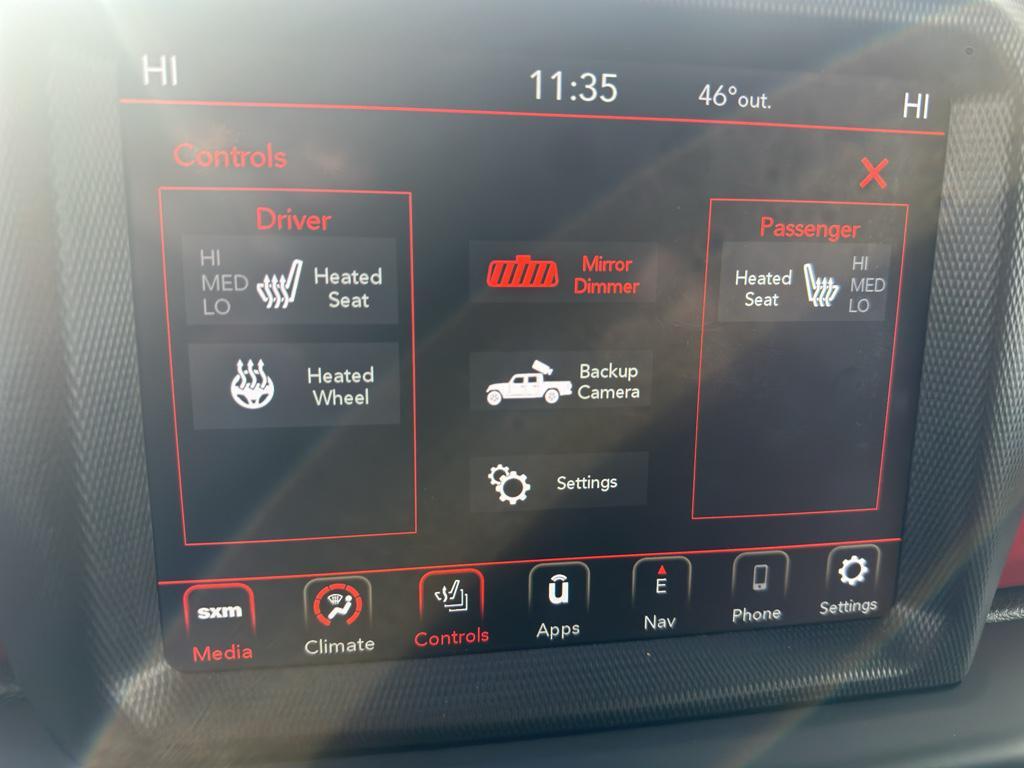 HI
11:35
46°out.
HI
Controls
Driver
HI
MED
LO
Heated
Seat
Heated
Wheel
Mirror
Dimmer
Backup
Camera
Settings
Passenger
Heated
Seat
HI
MED
LO
sxm
Media
Climate
Controls
ū
Apps
E
Nav
Phone
Settings